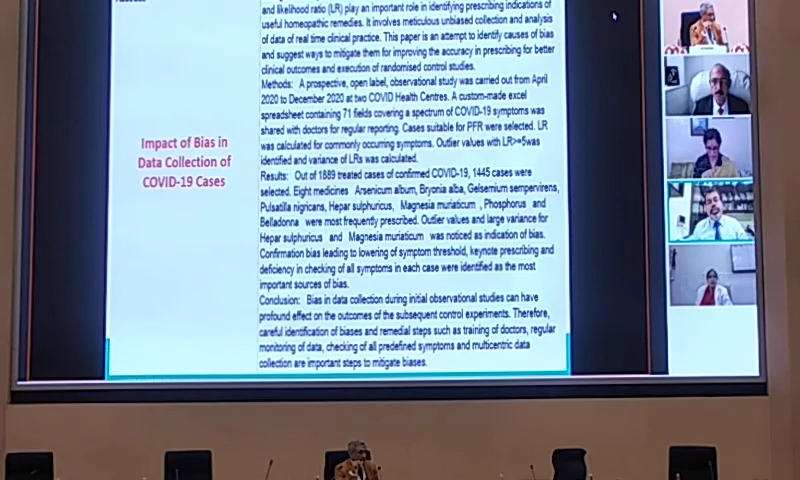 Impact of Bias in
Data Collection of
COVID-19 Cases
and likelihood ratio (LR) play an important role in identifying prescribing indications of
useful homeopathic remedies. It involves meticulous unbiased collection and analysis
of data of real time clinical practice. This paper is an attempt to identify causes of bias
and suggest ways to mitigate them for improving the accuracy in prescribing for better
clinical outcomes and execution of randomised control studies.
Methods: A prospective, open label, observational study was carried out from April
2020 to December 2020 at two COVID Health Centres. A custom-made excel
spreadsheet containing 71 fields covering a spectrum of COVID-19 symptoms was
shared with doctors for regular reporting. Cases suitable for PFR were selected. LR
was calculated for commonly occurring symptoms. Outlier values with LR>=5was
identified and variance of LRs was calculated.
Results: Out of 1889 treated cases of confirmed COVID-19, 1445 cases were
selected. Eight medicines Arsenicum album, Bryonia alba, Gelsemium sempervirens,
Pulsatilla nigricans, Hepar sulphuricus, Magnesia muriaticum , Phosphorus and
Belladonna were most frequently prescribed. Outlier values and large variance for
Hepar sulphuricus and Magnesia muriaticum was noticed as indication of bias.
Confirmation bias leading to lowering of symptom threshold, keynote prescribing and
deficiency in checking of all symptoms in each case were identified as the most
important sources of bias.
Conclusion: Bias in data collection during initial observational studies can have
profound effect on the outcomes of the subsequent control experiments. Therefore,
careful identification of biases and remedial steps such as training of doctors, regular
monitoring of data, checking of all predefined symptoms and multicentric data
collection are important steps to mitigate biases.